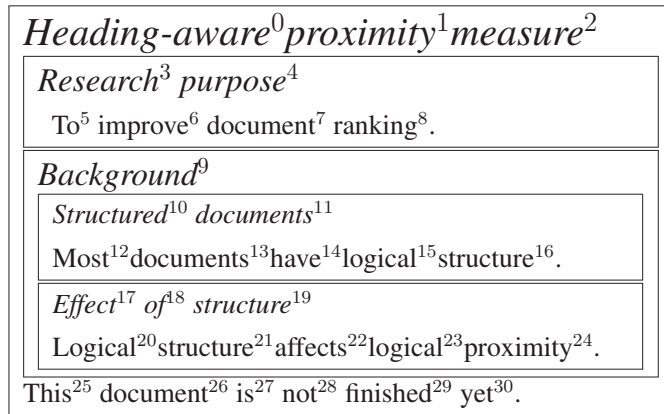 Heading-aware⁰proximity¹measure²
Research³ purpose⁴
To⁵ improve⁶ document⁷ ranking⁸.
Background⁹
Structured¹⁰ documents¹¹
Most¹²documents¹³have¹⁴logical¹⁵structure¹⁶.
Effect¹⁷ of¹⁸ structure¹⁹
Logical²⁰structure²¹affects²²logical²³proximity²⁴.
This²⁵ document²⁶ is²⁷ not²⁸ finished²⁹ yet³⁰.